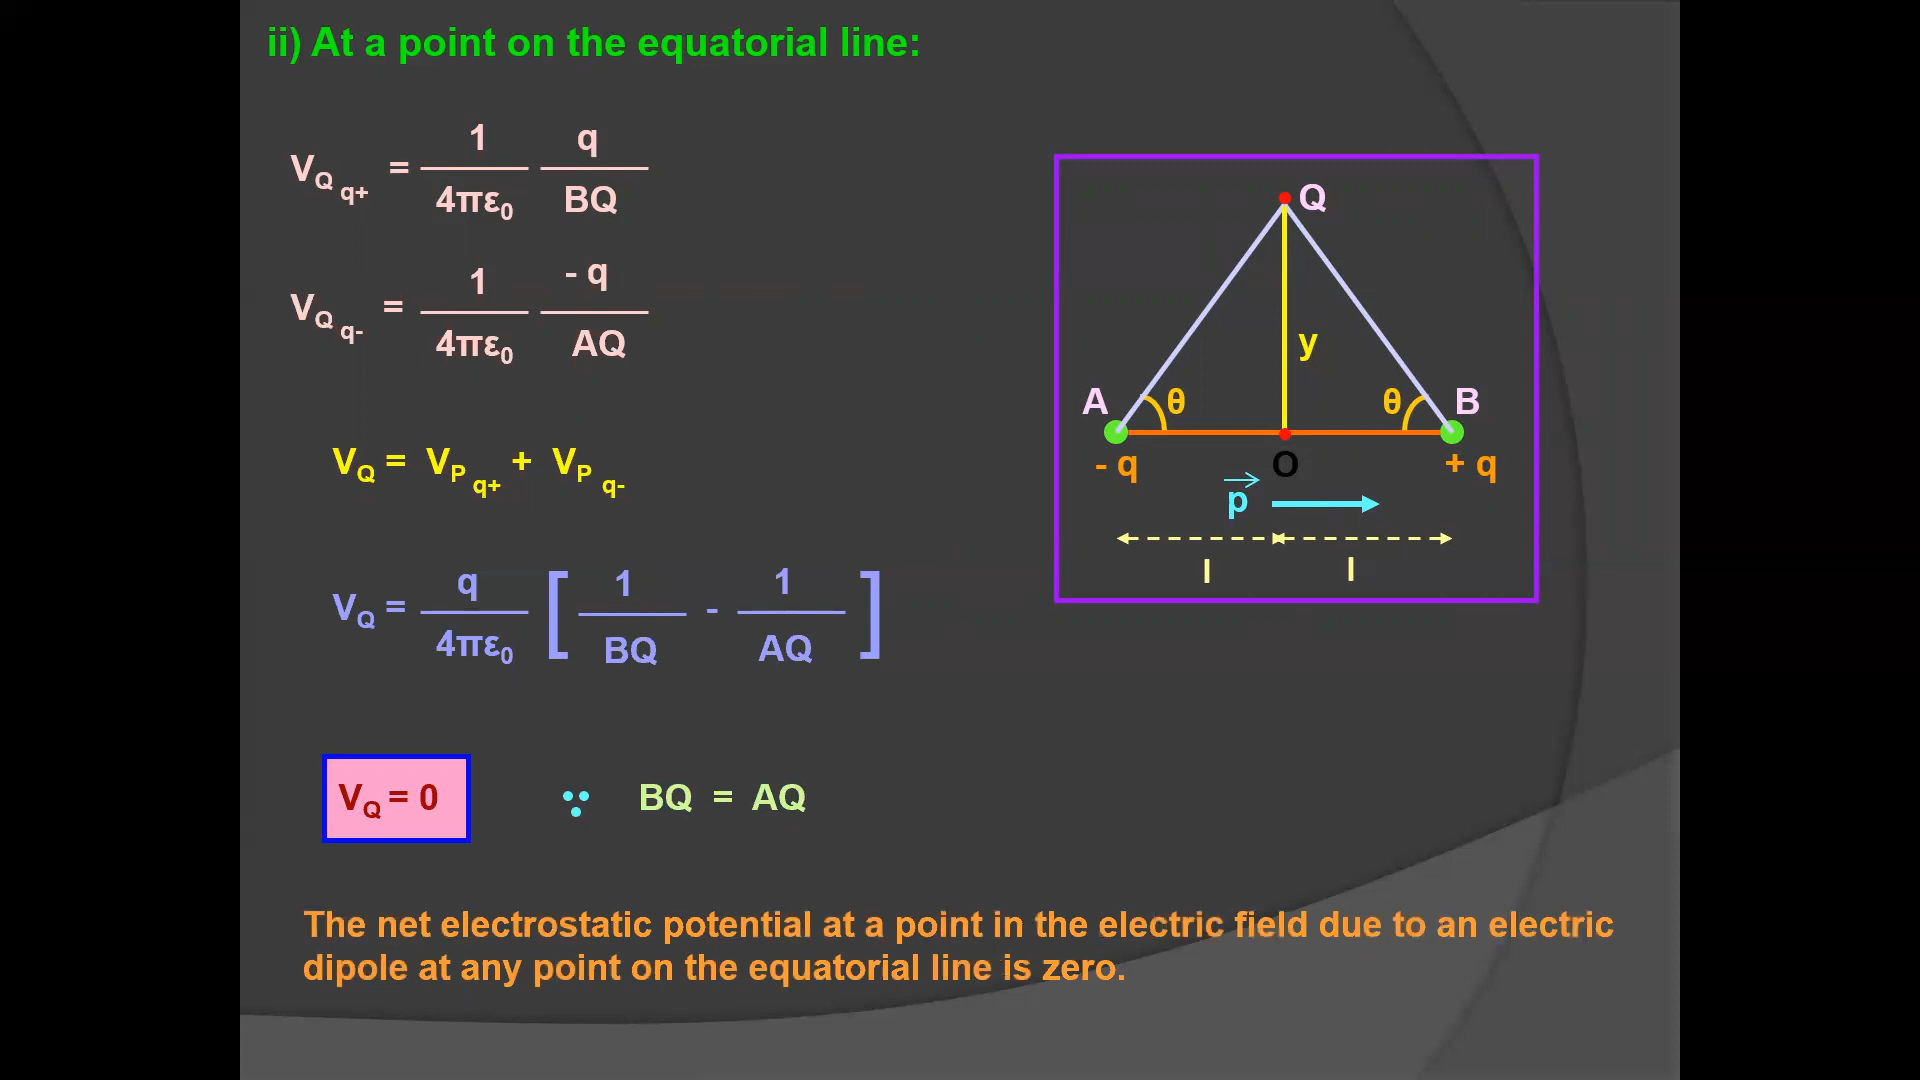 ii) At a point on the equatorial line:
V_Q q+ = 1/4πε0 q/BQ
V_Q q- = 1/4πε0 - q/AQ
V_Q = V_P q+ + V_P q-
V_Q = q/4πε0 [ 1/BQ - 1/AQ ]
V_Q = 0 ∵ BQ = AQ
The net electrostatic potential at a point in the electric field due to an electric
dipole at any point on the equatorial line is zero.
Q
y
A θ θ B
- q O + q
p
l l